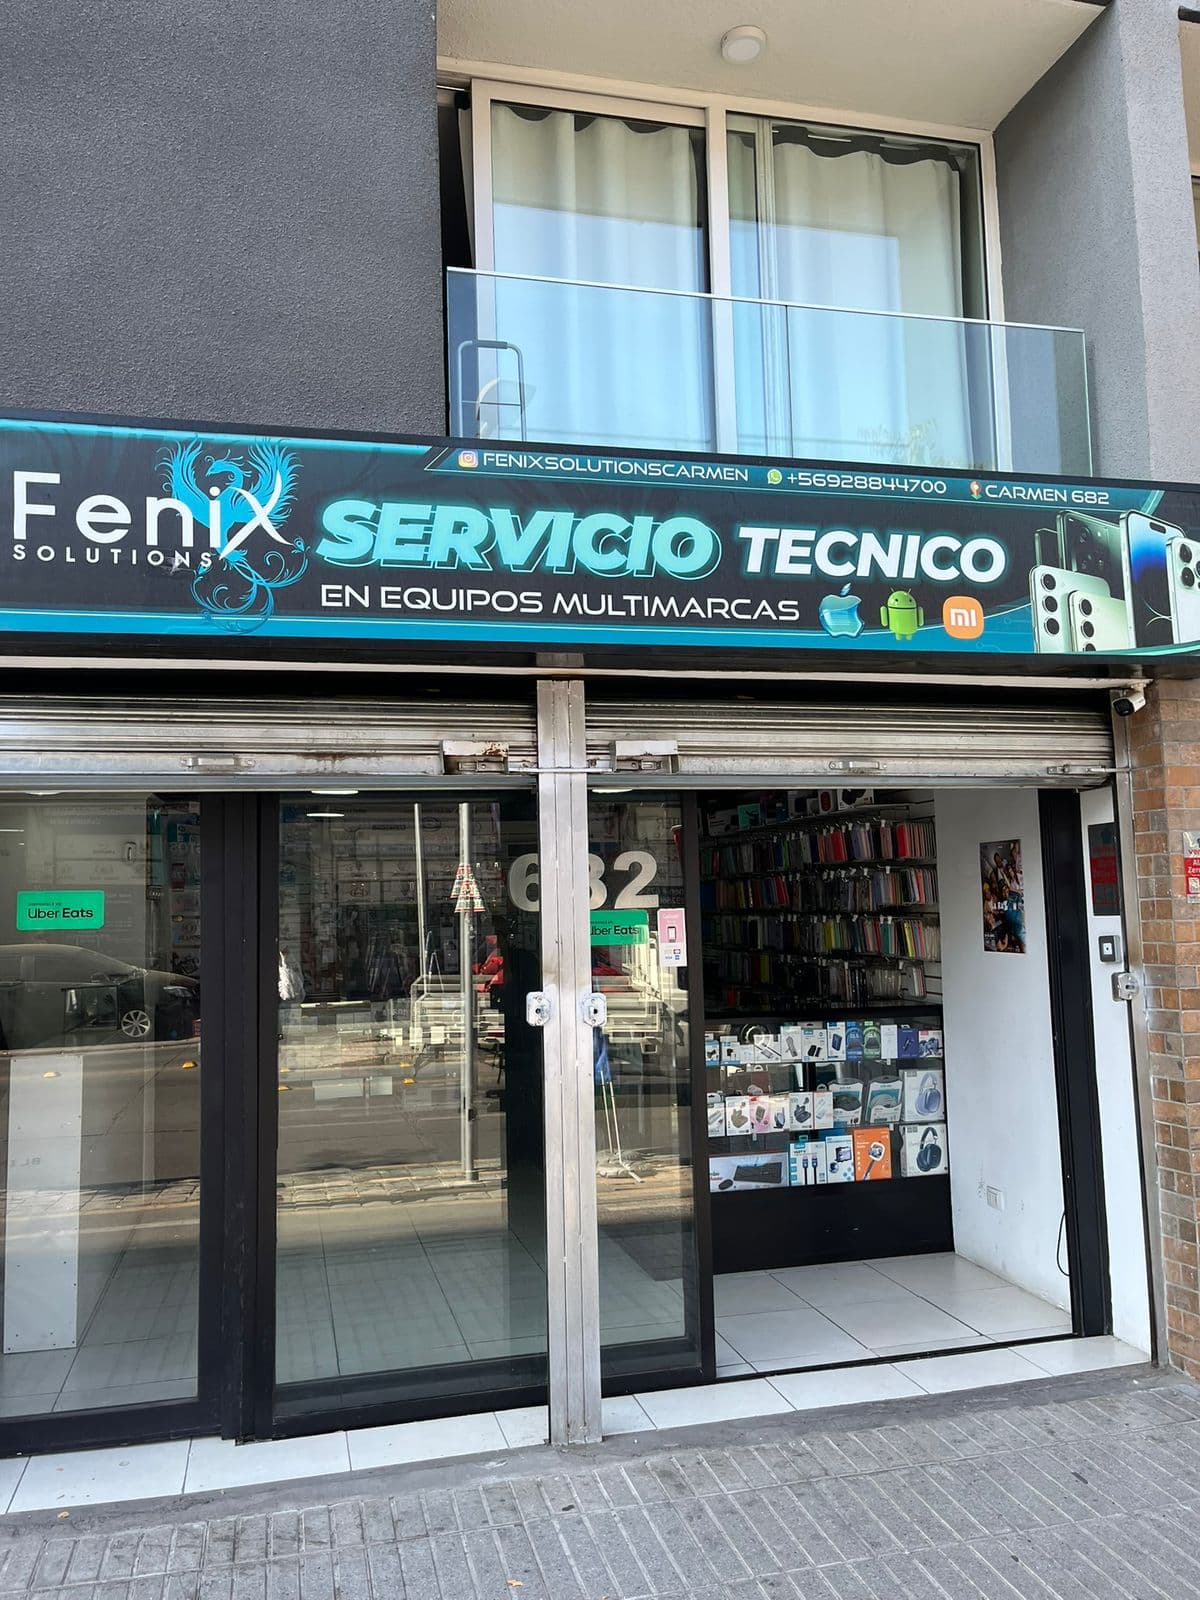 FENIXSOLUTIONSCARMEN
+56928844700
CARMEN 682
FeniX
SOLUTIONS
SERVICIO TECNICO
EN EQUIPOS MULTIMARCAS
mi
682
Uber Eats
Uber Eats